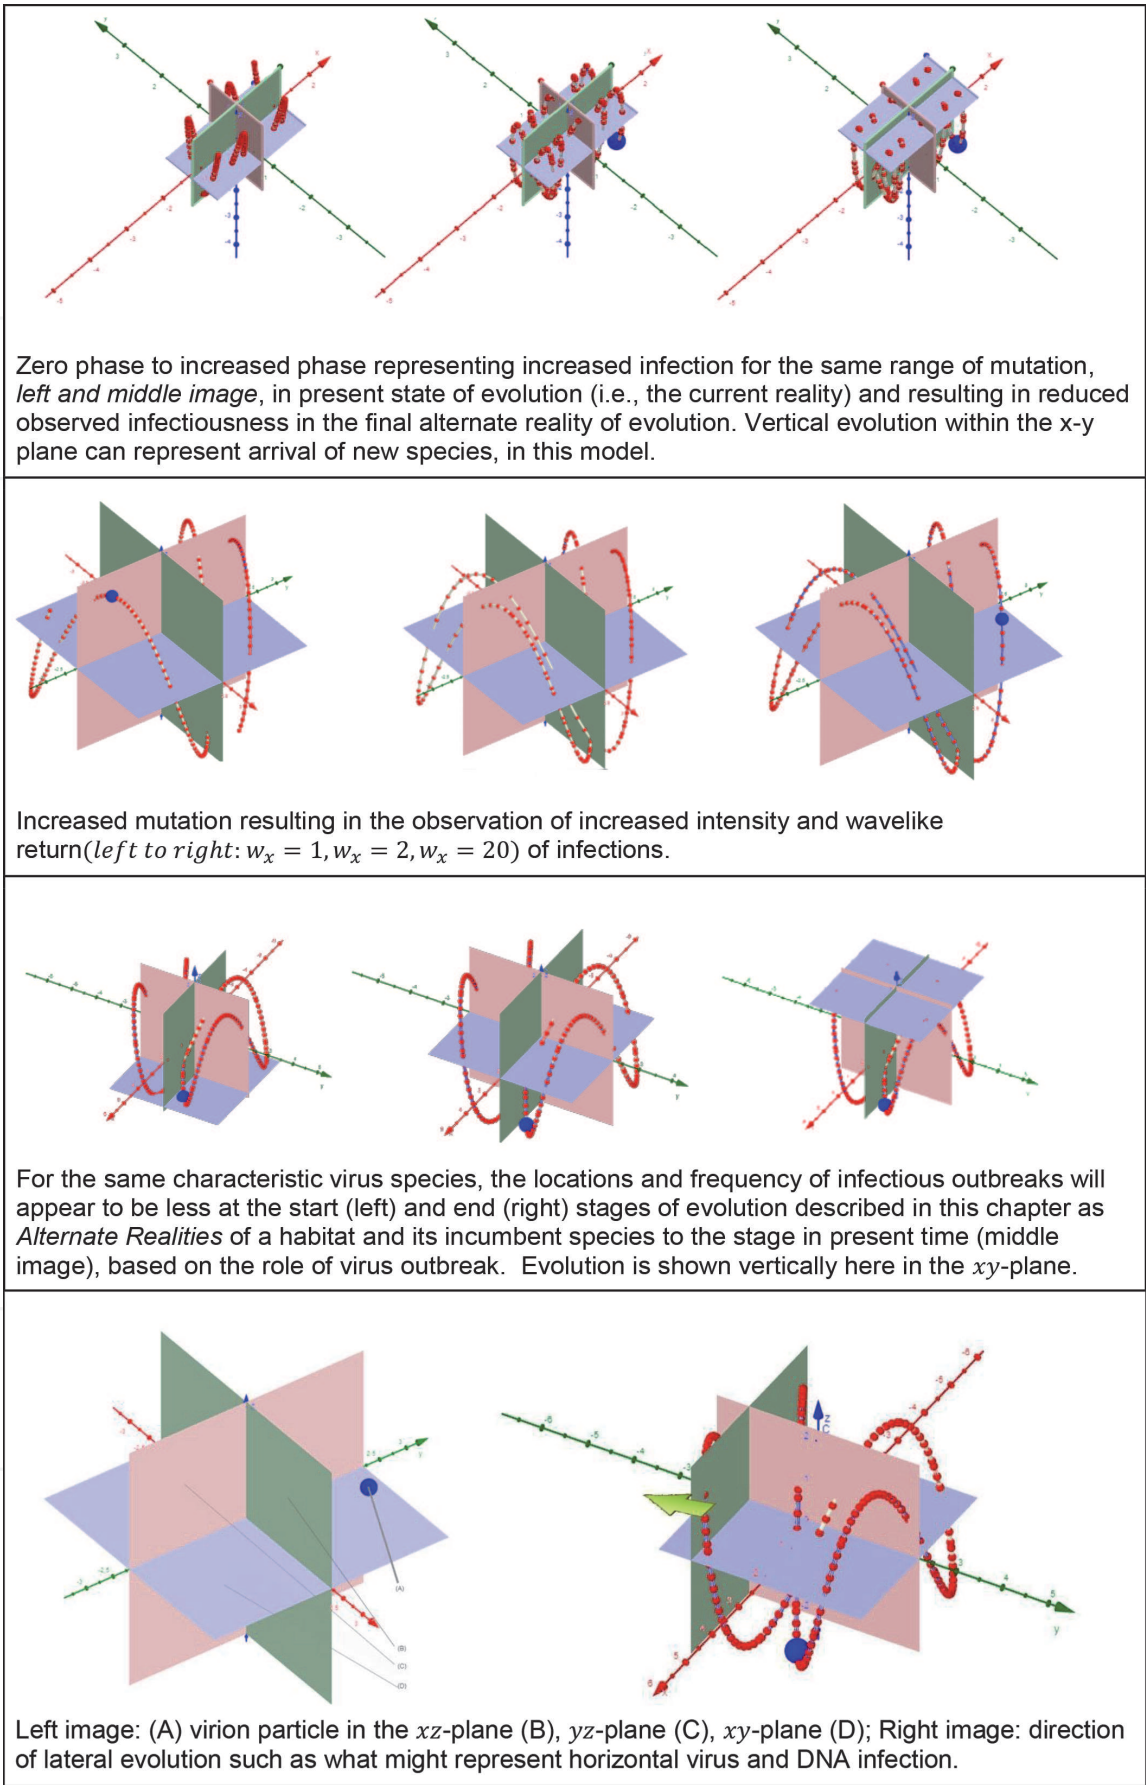 Zero phase to increased phase representing increased infection for the same range of mutation,
left and middle image, in present state of evolution (i.e., the current reality) and resulting in reduced
observed infectiousness in the final alternate reality of evolution. Vertical evolution within the x-y
plane can represent arrival of new species, in this model.
Increased mutation resulting in the observation of increased intensity and wavelike
return(left to right: wₓ = 1, wₓ = 2, wₓ = 20) of infections.
For the same characteristic virus species, the locations and frequency of infectious outbreaks will
appear to be less at the start (left) and end (right) stages of evolution described in this chapter as
Alternate Realities of a habitat and its incumbent species to the stage in present time (middle
image), based on the role of virus outbreak.  Evolution is shown vertically here in the xy-plane.
(A)
(B)
(C)
(D)
Left image: (A) virion particle in the xz-plane (B), yz-plane (C), xy-plane (D); Right image: direction
of lateral evolution such as what might represent horizontal virus and DNA infection.